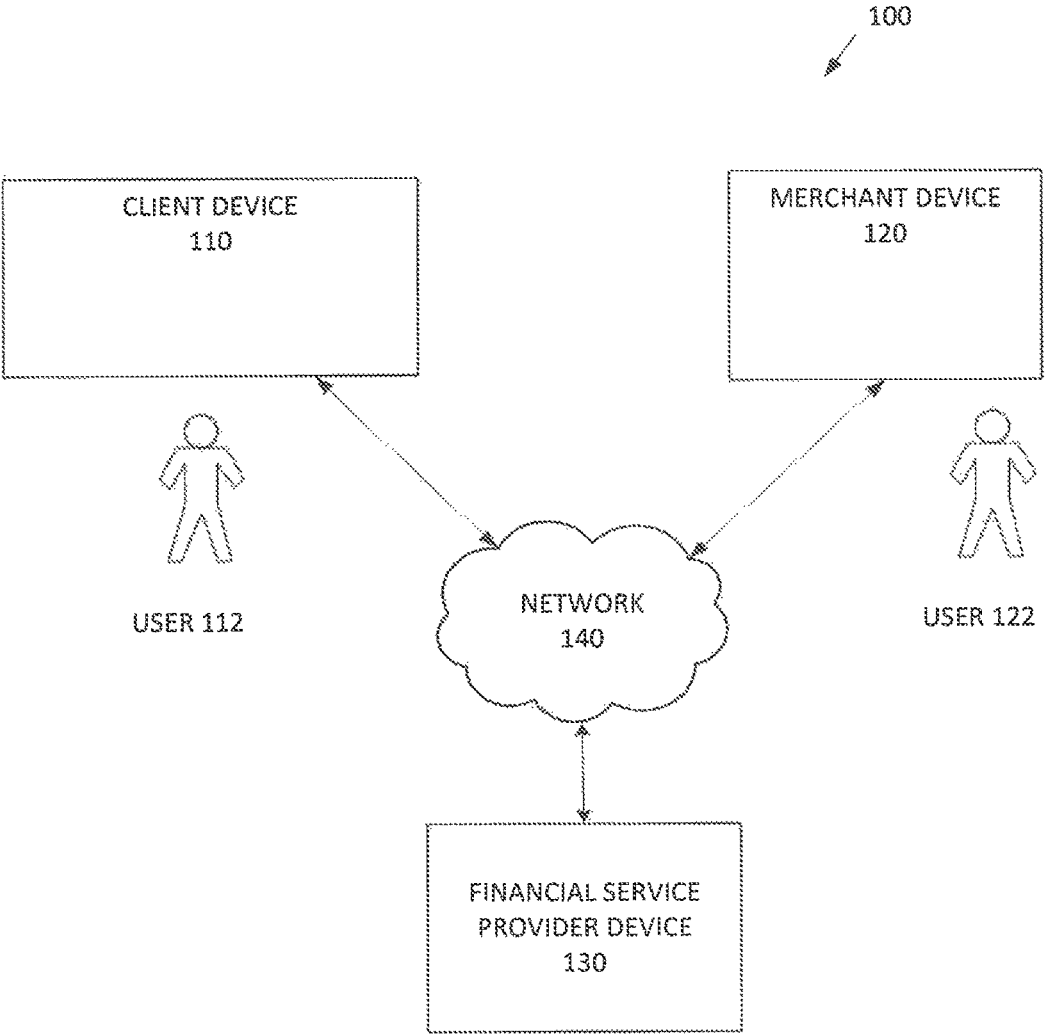 100
CLIENT DEVICE
110
MERCHANT DEVICE
120
USER 112
NETWORK
140
USER 122
FINANCIAL SERVICE
PROVIDER DEVICE
130